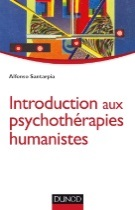 Alfonso Santarpia
Introduction aux
psychothérapies
humanistes
DUNOD